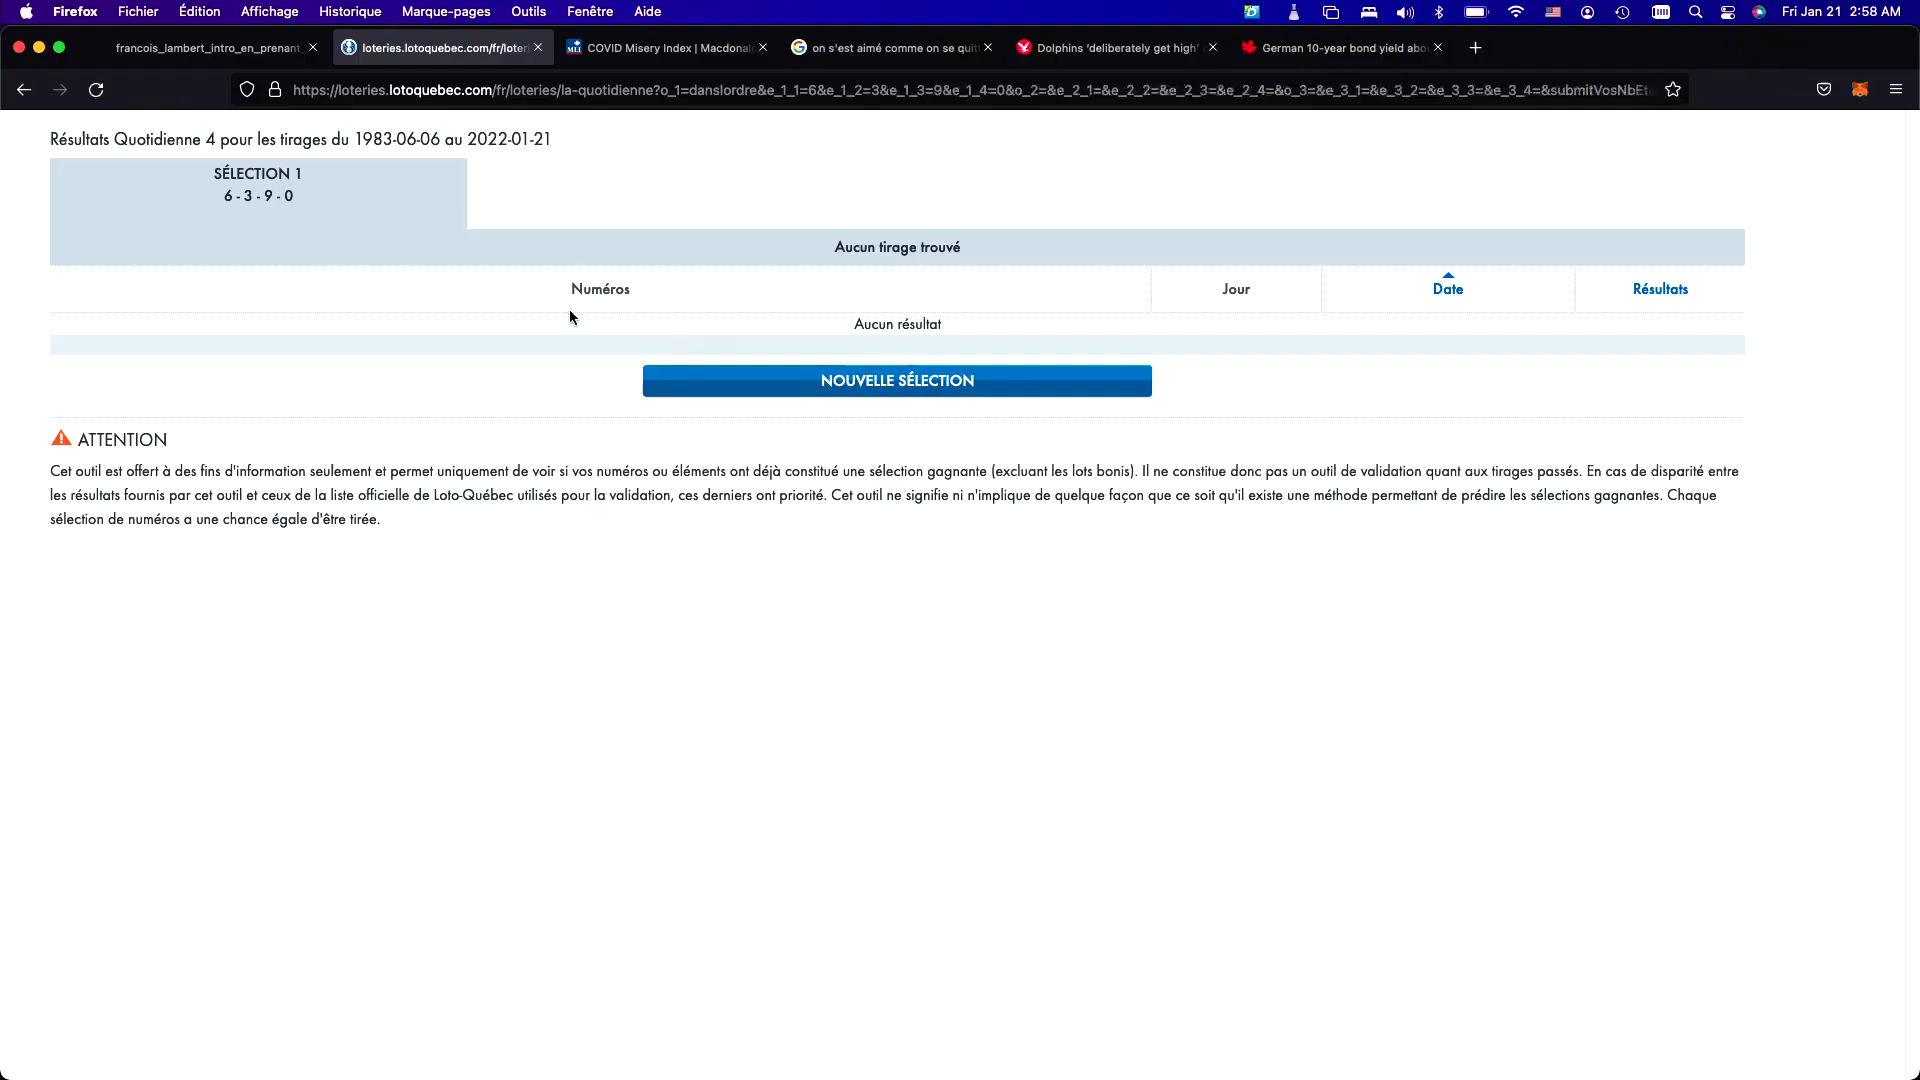 Firefox Fichier Édition Affichage Historique Marque-pages Outils Fenêtre Aide Fri Jan 21 2:58 AM
francois_lambert_intro_en_prenant_ loteries.lotoquebec.com/fr/loteri COVID Misery Index | Macdonal on s'est aimé comme on se quit Dolphins 'deliberately get high' German 10-year bond yield abo
https://loteries.lotoquebec.com/fr/loteries/la-quotidienne?o_1=danslordre&e_1_1=6&e_1_2=3&e_1_3=9&e_1_4=0&o_2=&e_2_1=&e_2_2=&e_2_3=&e_2_4=&o_3=&e_3_1=&e_3_2=&e_3_3=&e_3_4=&submitVosNbEt
Résultats Quotidienne 4 pour les tirages du 1983-06-06 au 2022-01-21
SÉLECTION 1
6 - 3 - 9 - 0
Aucun tirage trouvé
Numéros Jour Date Résultats
Aucun résultat
NOUVELLE SÉLECTION
ATTENTION
Cet outil est offert à des fins d'information seulement et permet uniquement de voir si vos numéros ou éléments ont déjà constitué une sélection gagnante (excluant les lots bonis). Il ne constitue donc pas un outil de validation quant aux tirages passés. En cas de disparité entre
les résultats fournis par cet outil et ceux de la liste officielle de Loto-Québec utilisés pour la validation, ces derniers ont priorité. Cet outil ne signifie ni n'implique de quelque façon que ce soit qu'il existe une méthode permettant de prédire les sélections gagnantes. Chaque
sélection de numéros a une chance égale d'être tirée.